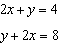 2x + y = 4
y + 2x = 8